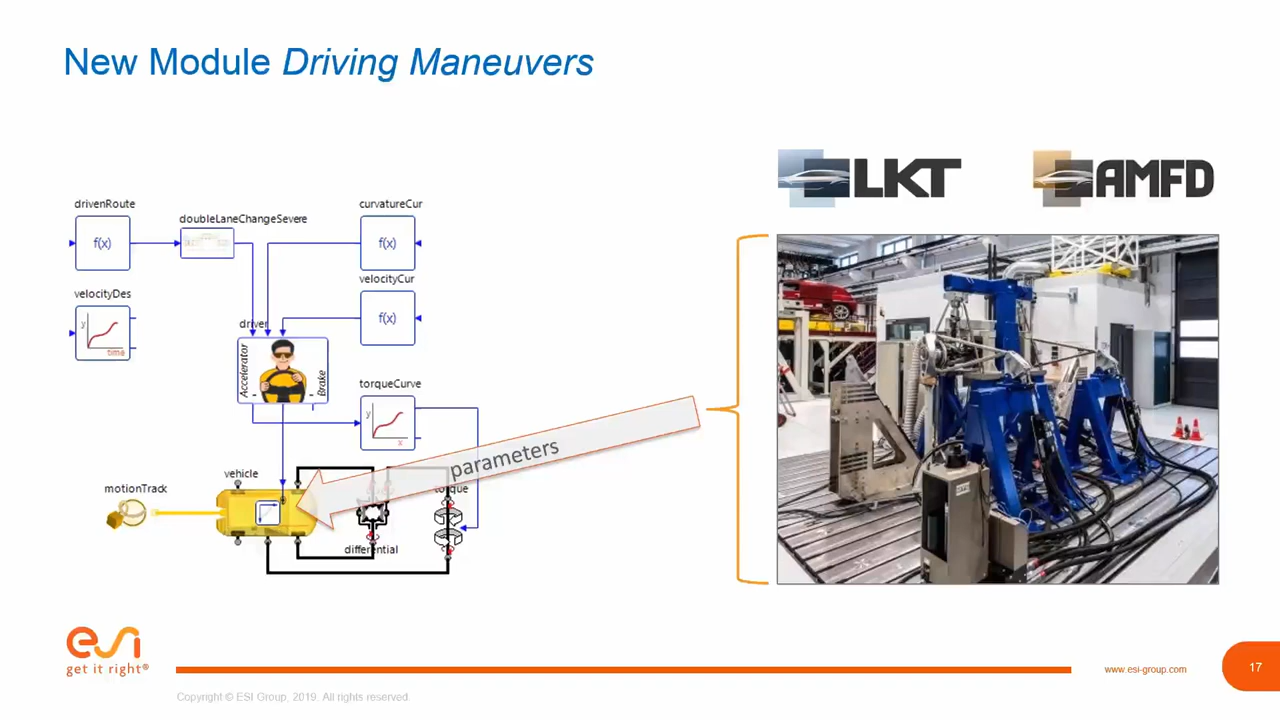 New Module Driving Maneuvers
LKT
AMFD
drivenRoute
doubleLaneChangeSevere
curvatureCur
f(x)
f(x)
velocityDes
velocityCur
y
time
f(x)
driver
Accelerator
Brake
torqueCurve
y
x
parameters
vehicle
motionTrack
differential
esi
get it right®
www.esi-group.com
17
Copyright © ESI Group, 2019. All rights reserved.